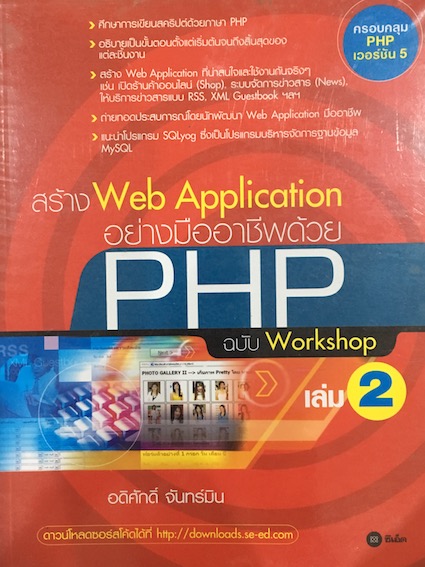 ศึกษาการเขียนสคริปต์ด้วยภาษา PHP
อธิบายเป็นขั้นตอนตั้งแต่เริ่มต้นจนถึงสิ้นสุดของ
แต่ละชิ้นงาน
สร้าง Web Application ที่น่าสนใจและใช้งานกันจริงๆ
เช่น เปิดร้านค้าออนไลน์ (Shop), ระบบจัดการข่าวสาร (News),
ให้บริการข่าวสารแบบ RSS, XML Guestbook ฯลฯ
ถ่ายทอดประสบการณ์โดยนักพัฒนา Web Application มืออาชีพ
แนะนำโปรแกรม SQLyog ซึ่งเป็นโปรแกรมบริหารจัดการฐานข้อมูล
MySQL
ครอบคลุม
PHP
เวอร์ชัน 5
สร้าง Web Application
อย่างมืออาชีพด้วย
PHP
ฉบับ Workshop
เล่ม 2
RSS
PHOTO GALLERY II
อดิศักดิ์ จันทร์มิน
ดาวน์โหลดซอร์สโค้ดได้ที่ http://downloads.se-ed.com
ซีเอ็ด